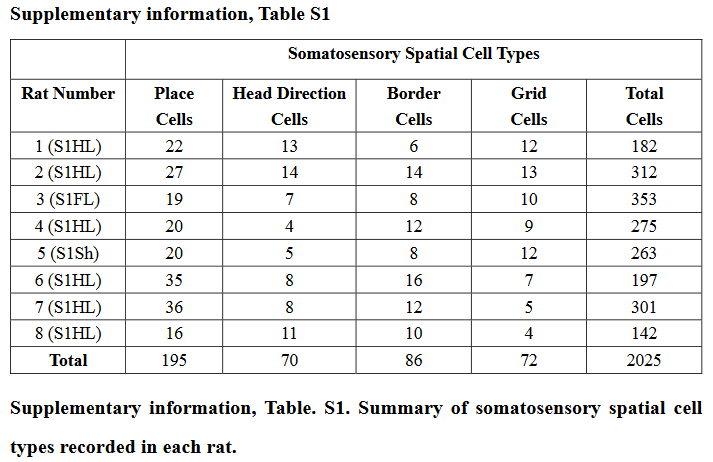 Supplementary information, Table S1
Somatosensory Spatial Cell Types
Rat Number Place Cells Head Direction Cells Border Cells Grid Cells Total Cells
1 (S1HL) 22 13 6 12 182
2 (S1HL) 27 14 14 13 312
3 (S1FL) 19 7 8 10 353
4 (S1HL) 20 4 12 9 275
5 (S1Sh) 20 5 8 12 263
6 (S1HL) 35 8 16 7 197
7 (S1HL) 36 8 12 5 301
8 (S1HL) 16 11 10 4 142
Total 195 70 86 72 2025
Supplementary information, Table. S1. Summary of somatosensory spatial cell
types recorded in each rat.